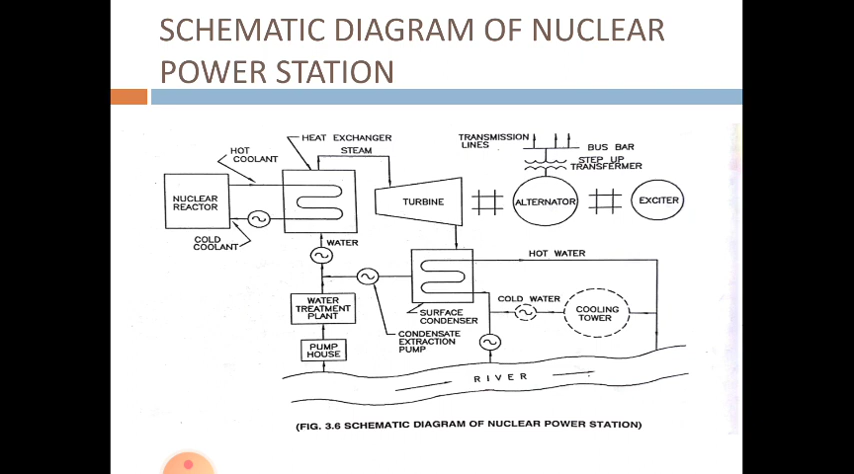 SCHEMATIC DIAGRAM OF NUCLEAR
POWER STATION
HOT
COOLANT
HEAT EXCHANGER
STEAM
TRANSMISSION
LINES
BUS BAR
STEP UP
TRANSFERMER
NUCLEAR
REACTOR
TURBINE
ALTERNATOR
EXCITER
COLD
COOLANT
WATER
HOT WATER
WATER
TREATMENT
PLANT
SURFACE
CONDENSER
COLD WATER
COOLING
TOWER
CONDENSATE
EXTRACTION
PUMP
PUMP
HOUSE
RIVER
(FIG. 3.6 SCHEMATIC DIAGRAM OF NUCLEAR POWER STATION)